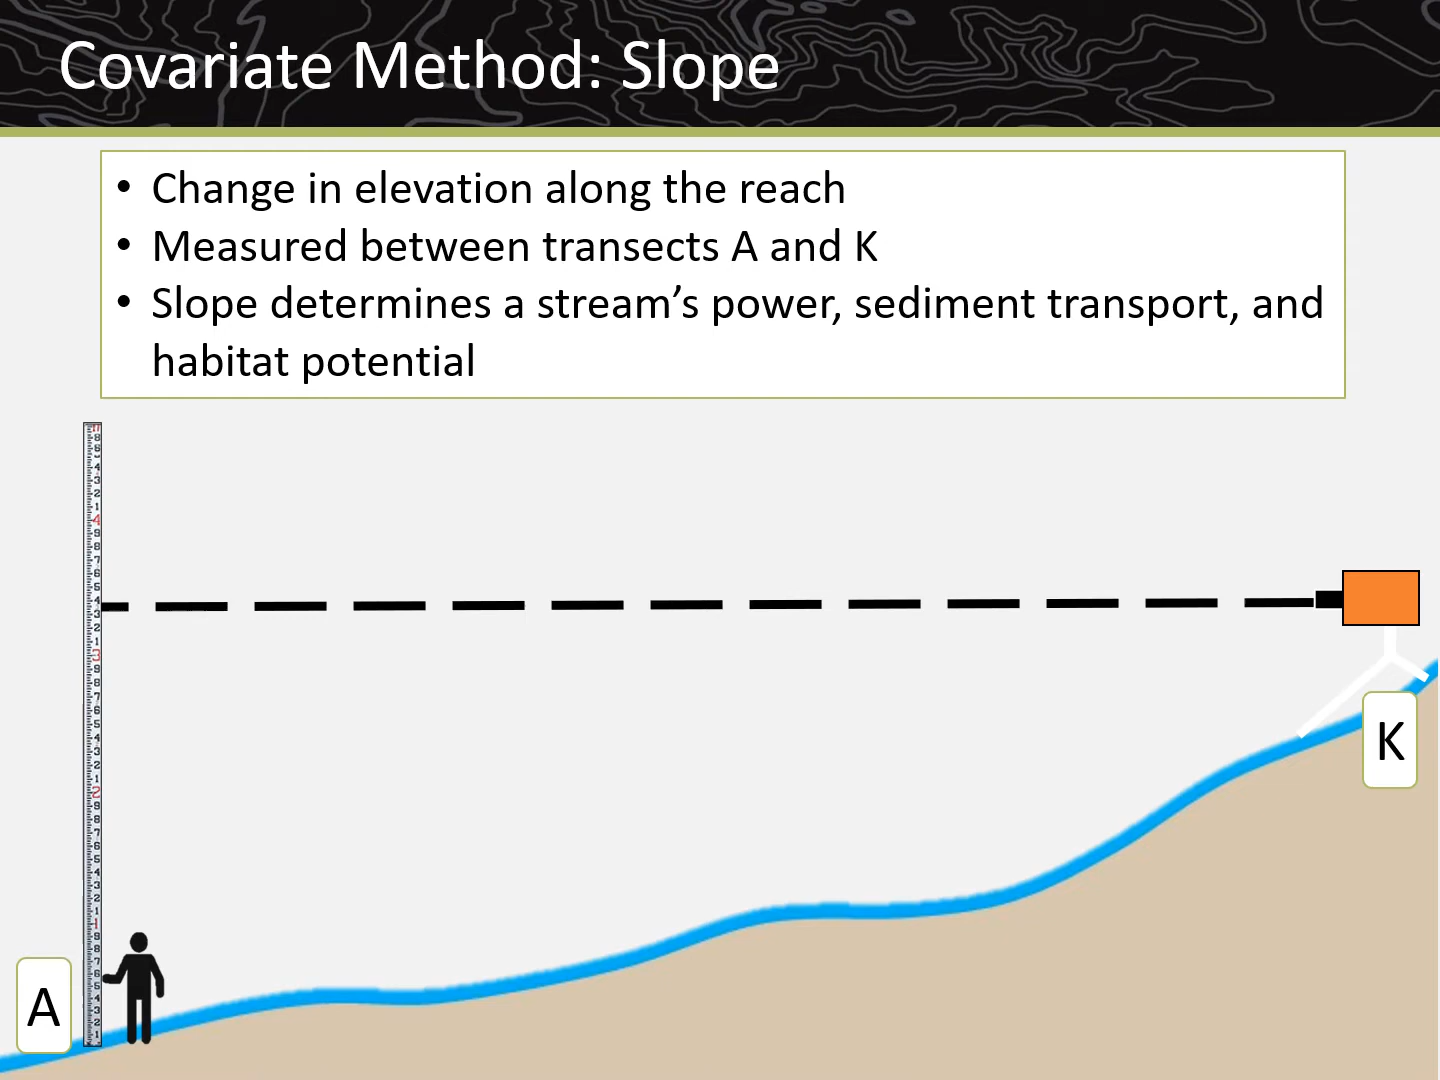 Covariate Method: Slope
• Change in elevation along the reach
• Measured between transects A and K
• Slope determines a stream’s power, sediment transport, and
habitat potential
K
A